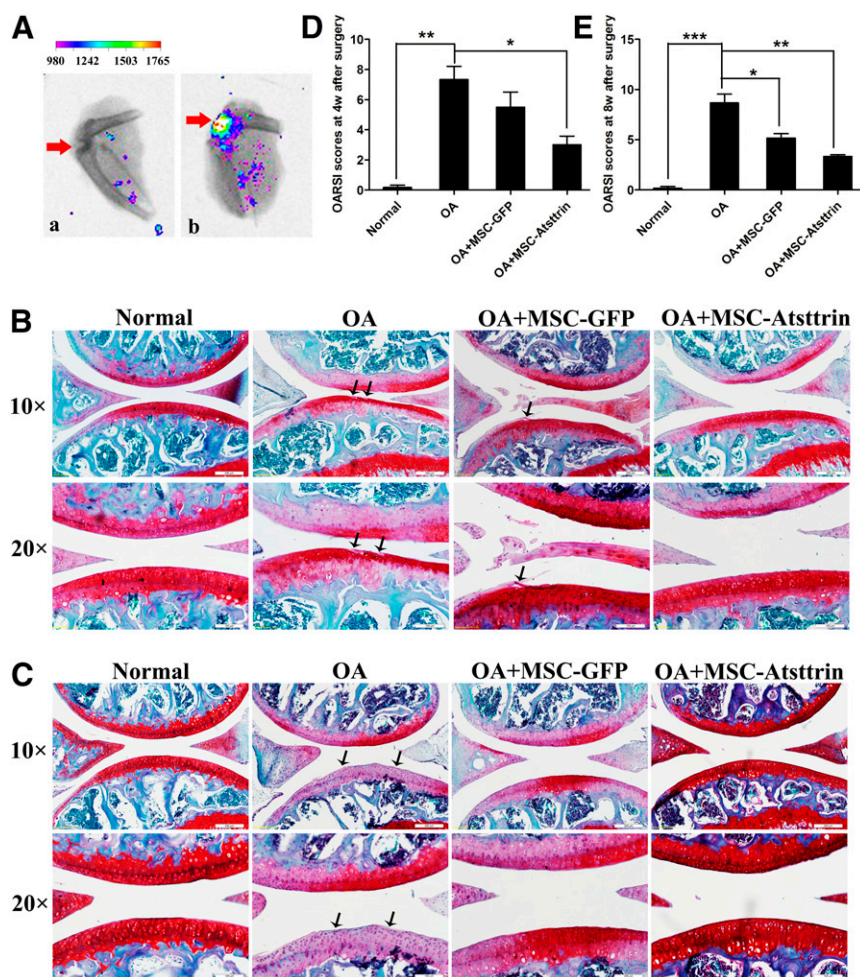 A
980 1242 1503 1765
a
b
D
OARSI scores at 4w after surgery
10
8
6
4
2
0
**
*
Normal
OA
OA+MSC-GFP
OA+MSC-Atsttrin
E
OARSI scores at 8w after surgery
15
10
5
0
***
**
*
Normal
OA
OA+MSC-GFP
OA+MSC-Atsttrin
B
Normal OA OA+MSC-GFP OA+MSC-Atsttrin
10×
20×
C
Normal OA OA+MSC-GFP OA+MSC-Atsttrin
10×
20×